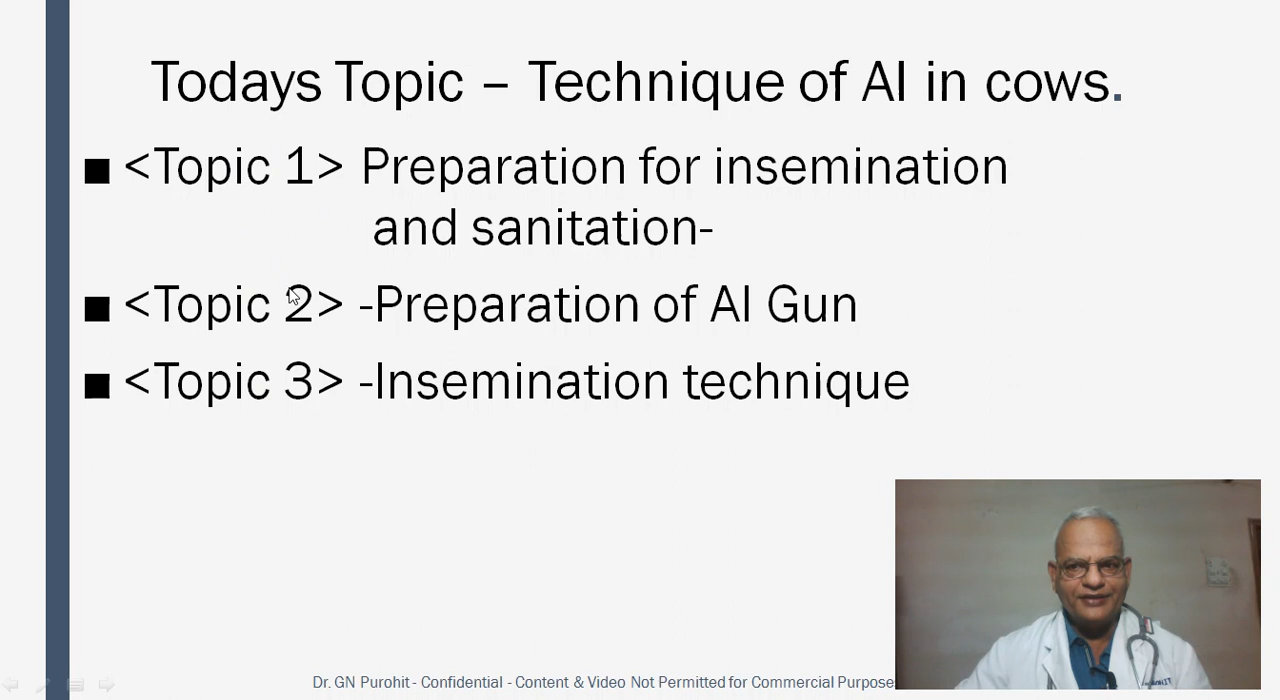 Todays Topic – Technique of AI in cows.
■ <Topic 1> Preparation for insemination
and sanitation-
■ <Topic 2> -Preparation of AI Gun
■ <Topic 3> -Insemination technique
Dr. GN Purohit - Confidential - Content & Video Not Permitted for Commercial Purpose